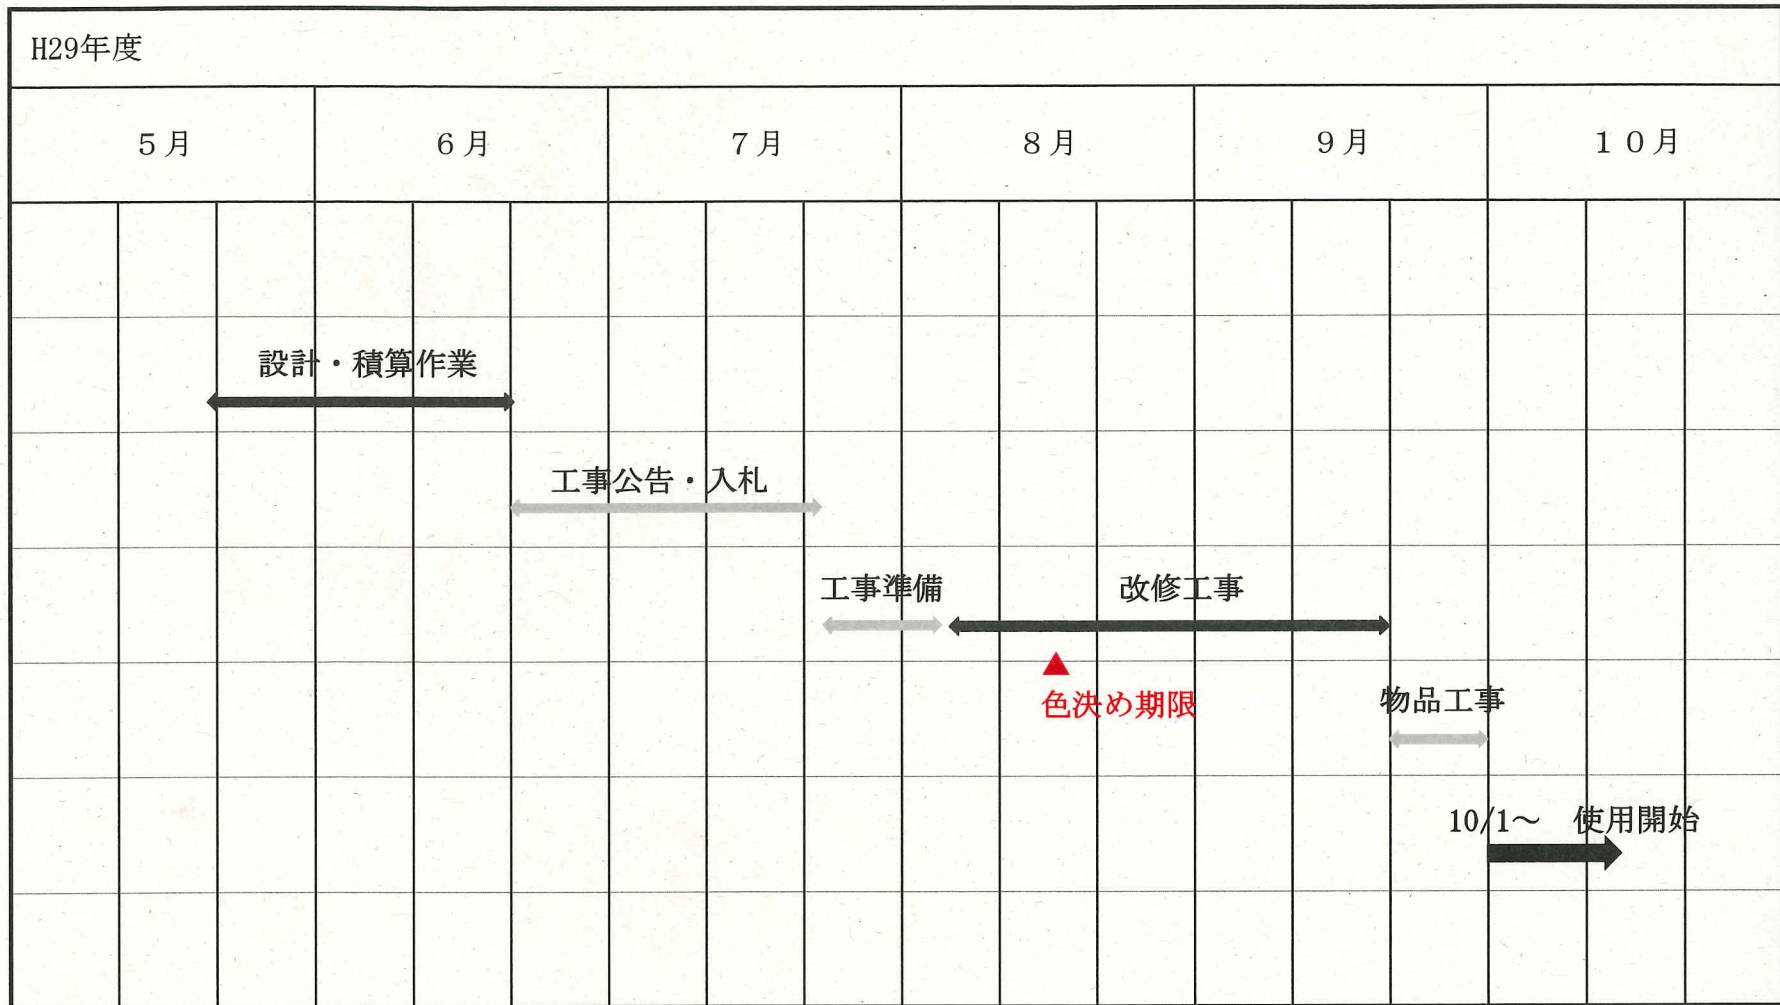 H29年度
５月
６月
７月
８月
９月
１０月
設計・積算作業
工事公告・入札
工事準備
改修工事
色決め期限
物品工事
10/1～　使用開始